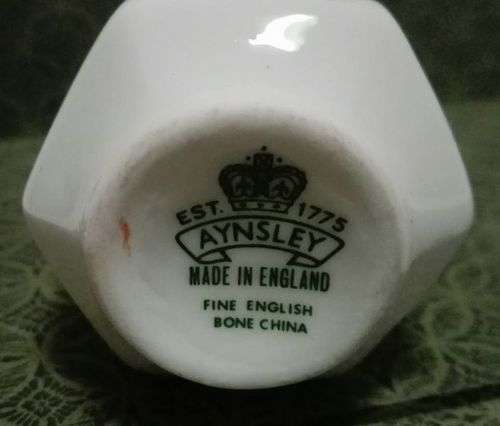 EST. 1775
AYNSLEY
MADE IN ENGLAND
FINE ENGLISH
BONE CHINA